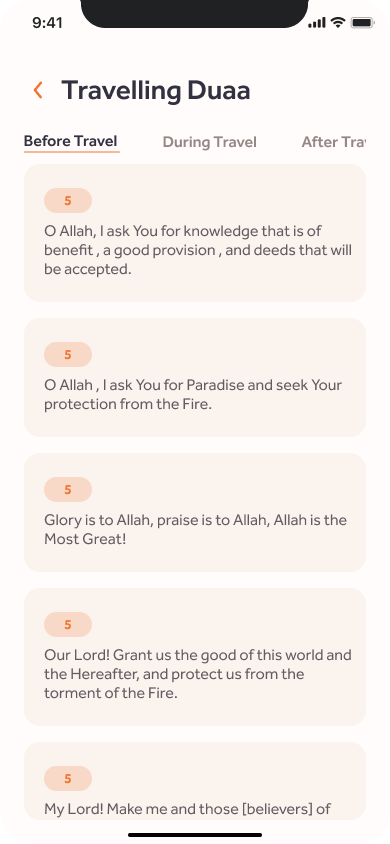 9:41
Travelling Duaa
Before Travel
During Travel
After Trav
5
O Allah, I ask You for knowledge that is of
benefit , a good provision , and deeds that will
be accepted.
5
O Allah , I ask You for Paradise and seek Your
protection from the Fire.
5
Glory is to Allah, praise is to Allah, Allah is the
Most Great!
5
Our Lord! Grant us the good of this world and
the Hereafter, and protect us from the
torment of the Fire.
5
My Lord! Make me and those [believers] of